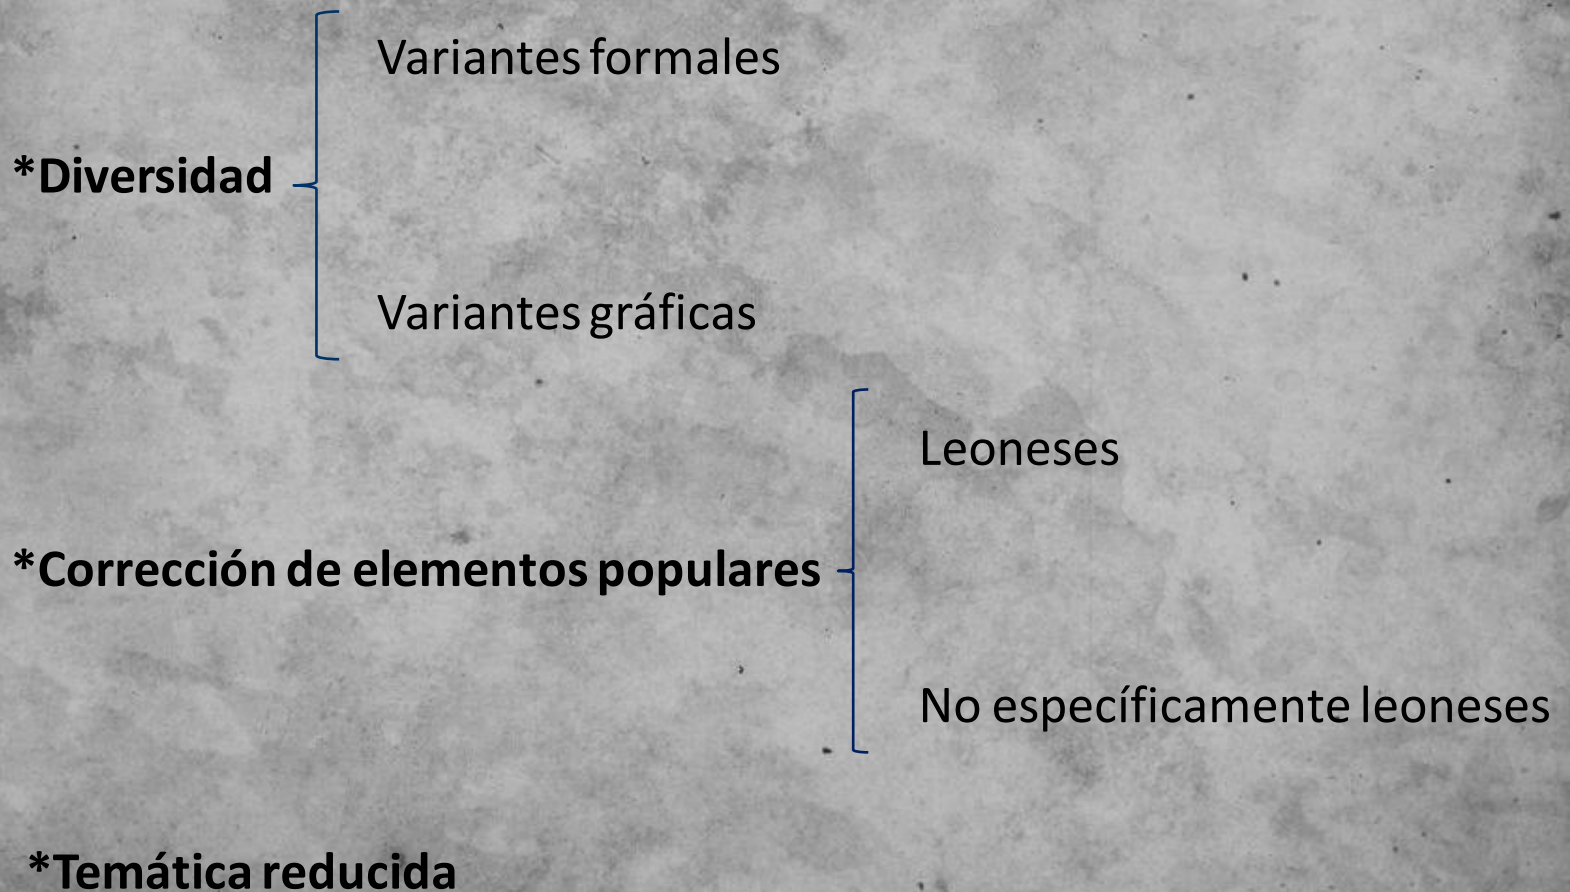 Variantes formales
*Diversidad
Variantes gráficas
Leoneses
*Corrección de elementos populares
No específicamente leoneses
*Temática reducida